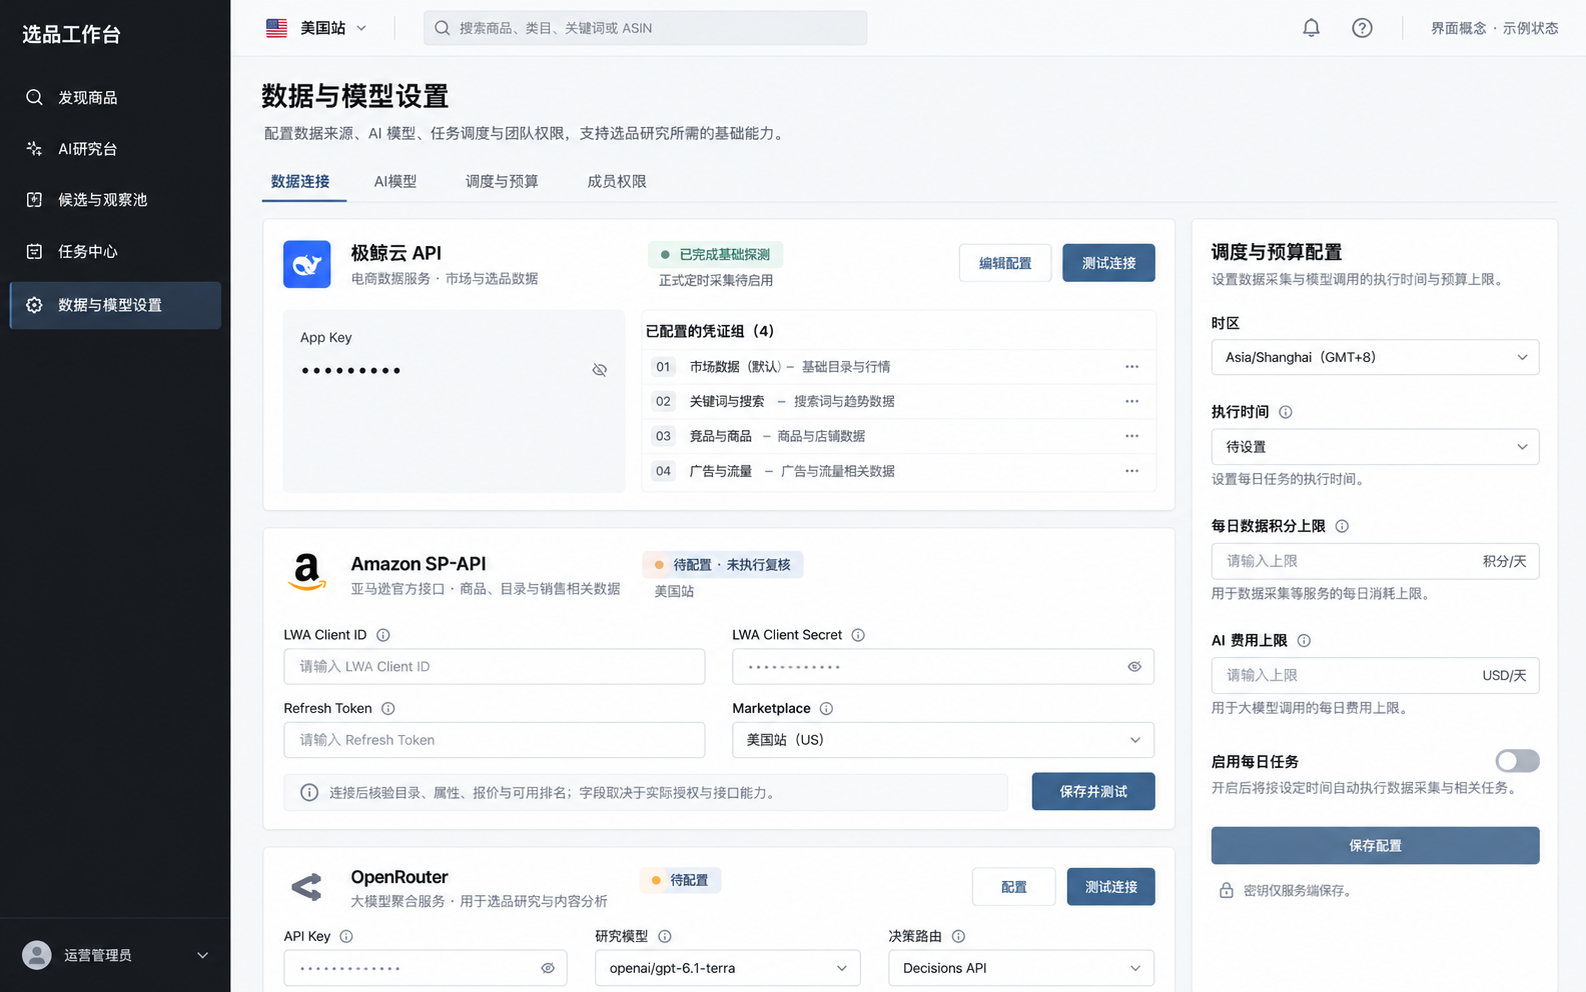 选品工作台
发现商品
AI研究台
候选与观察池
任务中心
数据与模型设置
运营管理员
美国站
搜索商品、类目、关键词或 ASIN
界面概念 · 示例状态
数据与模型设置
配置数据来源、AI 模型、任务调度与团队权限，支持选品研究所需的基础能力。
数据连接
AI模型
调度与预算
成员权限
极鲸云 API
电商数据服务 · 市场与选品数据
已完成基础探测
正式定时采集待启用
编辑配置
测试连接
App Key
•••••••••
已配置的凭证组（4）
01 市场数据（默认）– 基础目录与行情 ···
02 关键词与搜索 – 搜索词与趋势数据 ···
03 竞品与商品 – 商品与店铺数据 ···
04 广告与流量 – 广告与流量相关数据 ···
Amazon SP-API
亚马逊官方接口 · 商品、目录与销售相关数据
待配置 · 未执行复核
美国站
LWA Client ID
请输入 LWA Client ID
LWA Client Secret
••••••••••••
Refresh Token
请输入 Refresh Token
Marketplace
美国站（US）
连接后核验目录、属性、报价与可用排名；字段取决于实际授权与接口能力。
保存并测试
OpenRouter
大模型聚合服务 · 用于选品研究与内容分析
待配置
配置
测试连接
API Key
•••••••••••••
研究模型
openai/gpt-6.1-terra
决策路由
Decisions API
调度与预算配置
设置数据采集与模型调用的执行时间与预算上限。
时区
Asia/Shanghai（GMT+8）
执行时间
待设置
设置每日任务的执行时间。
每日数据积分上限
请输入上限 积分/天
用于数据采集等服务的每日消耗上限。
AI 费用上限
请输入上限 USD/天
用于大模型调用的每日费用上限。
启用每日任务
开启后将按设定时间自动执行数据采集与相关任务。
保存配置
密钥仅服务端保存。